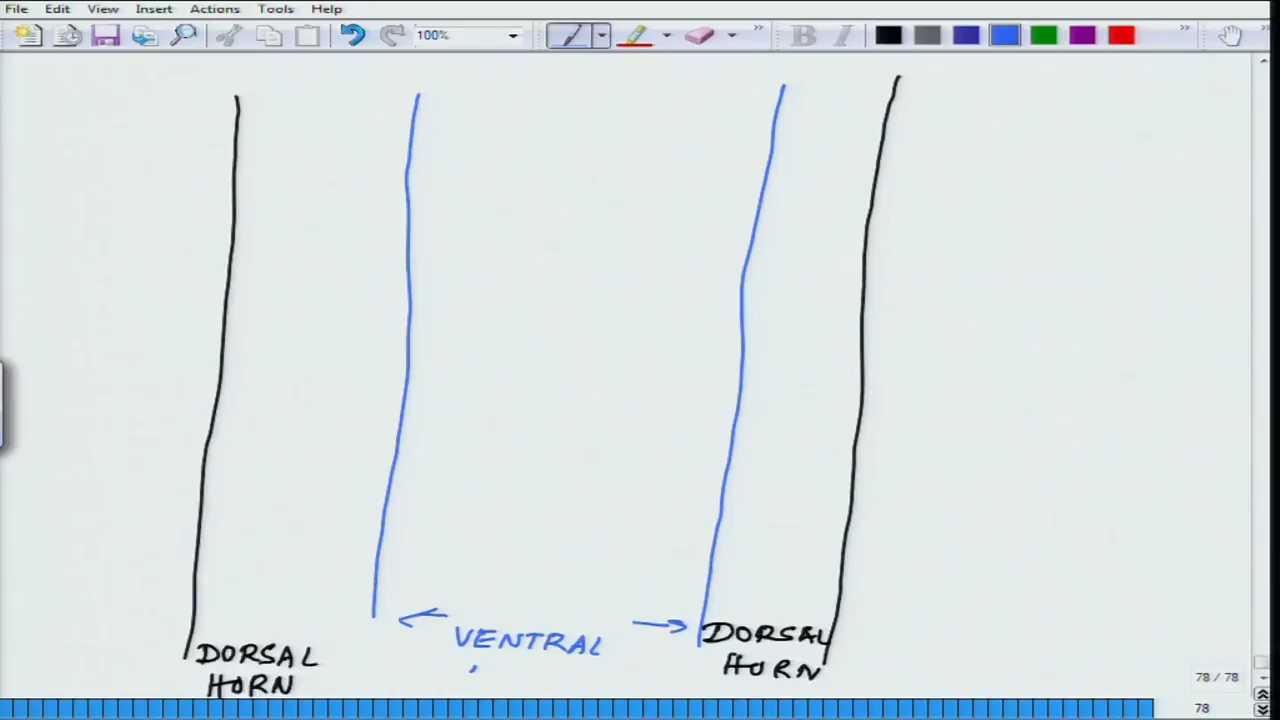 File Edit View Insert Actions Tools Help
100%
B I
VENTRAL
DORSAL
HORN
DORSAL
HORN
78 / 78
78